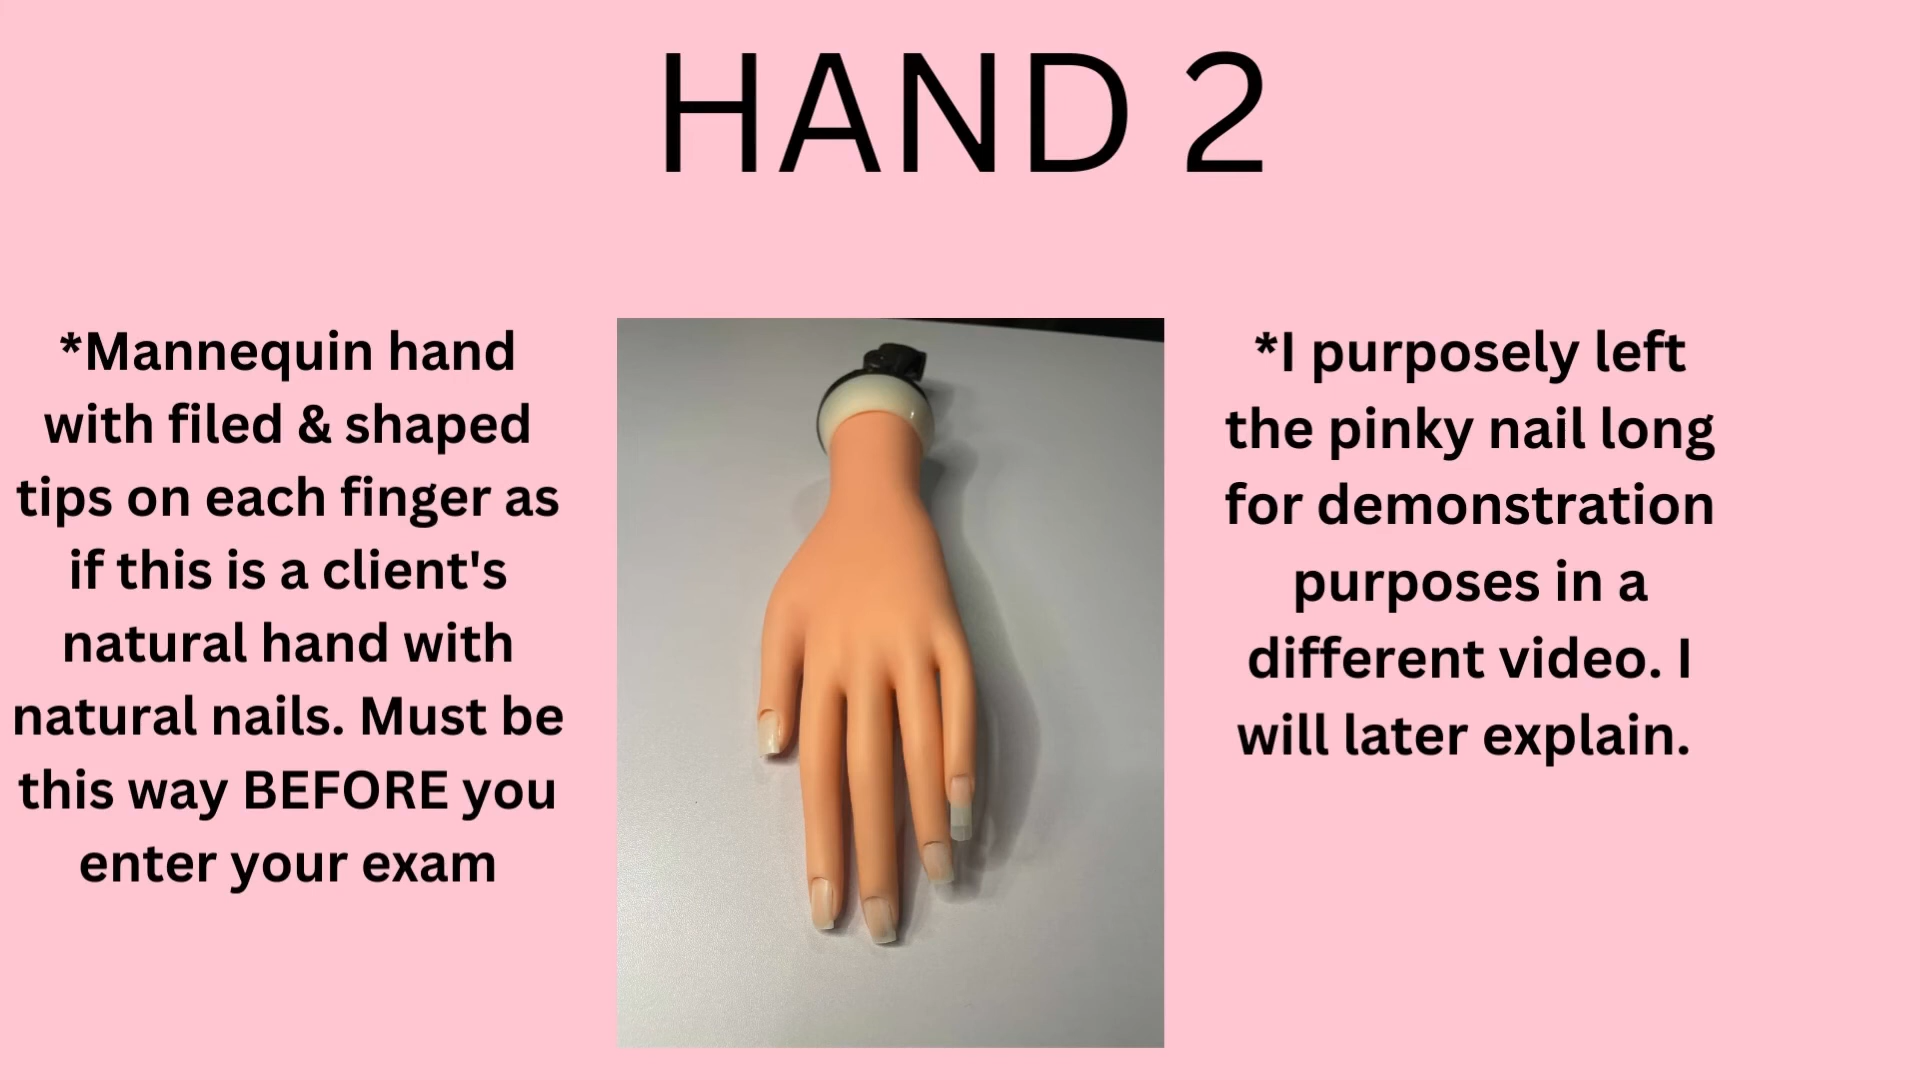 HAND 2
*Mannequin hand
with filed & shaped
tips on each finger as
if this is a client's
natural hand with
natural nails. Must be
this way BEFORE you
enter your exam
*I purposely left
the pinky nail long
for demonstration
purposes in a
different video. I
will later explain.